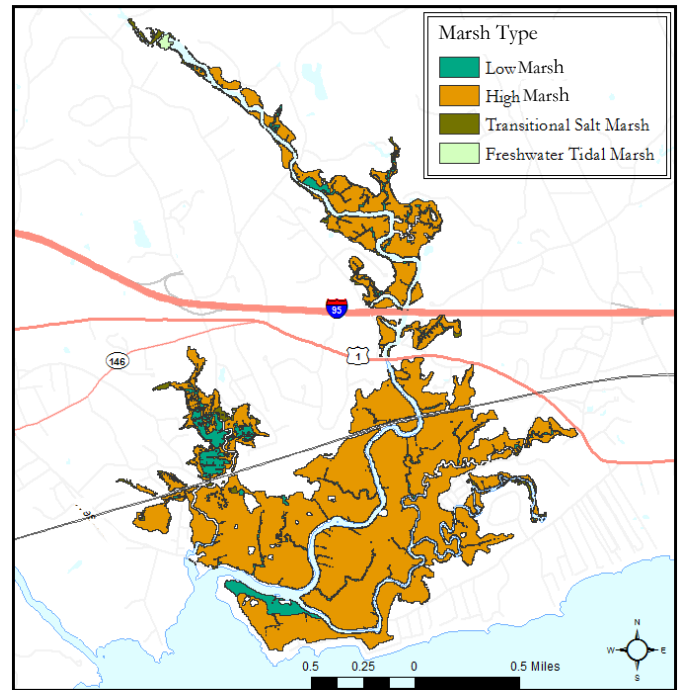 Marsh Type
Low Marsh
High Marsh
Transitional Salt Marsh
Freshwater Tidal Marsh
95
1
146
N
W E
S
0.5 0.25 0 0.5 Miles